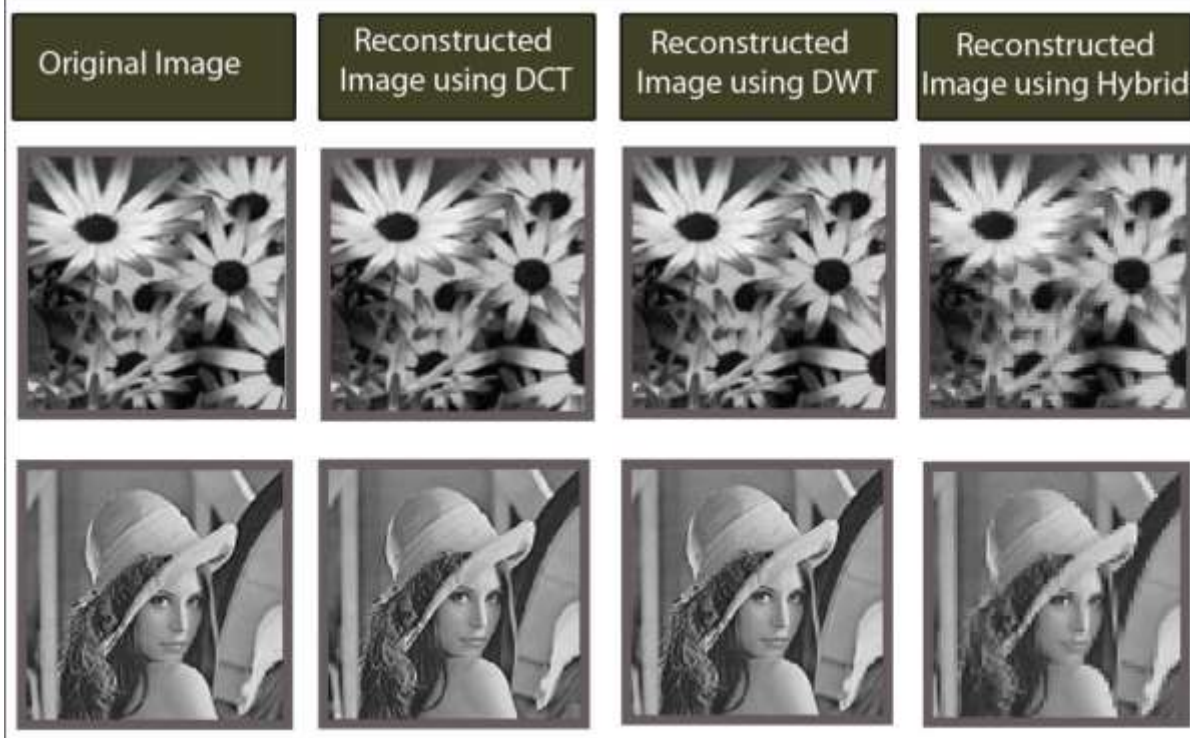 Original Image
Reconstructed
Image using DCT
Reconstructed
Image using DWT
Reconstructed
Image using Hybrid